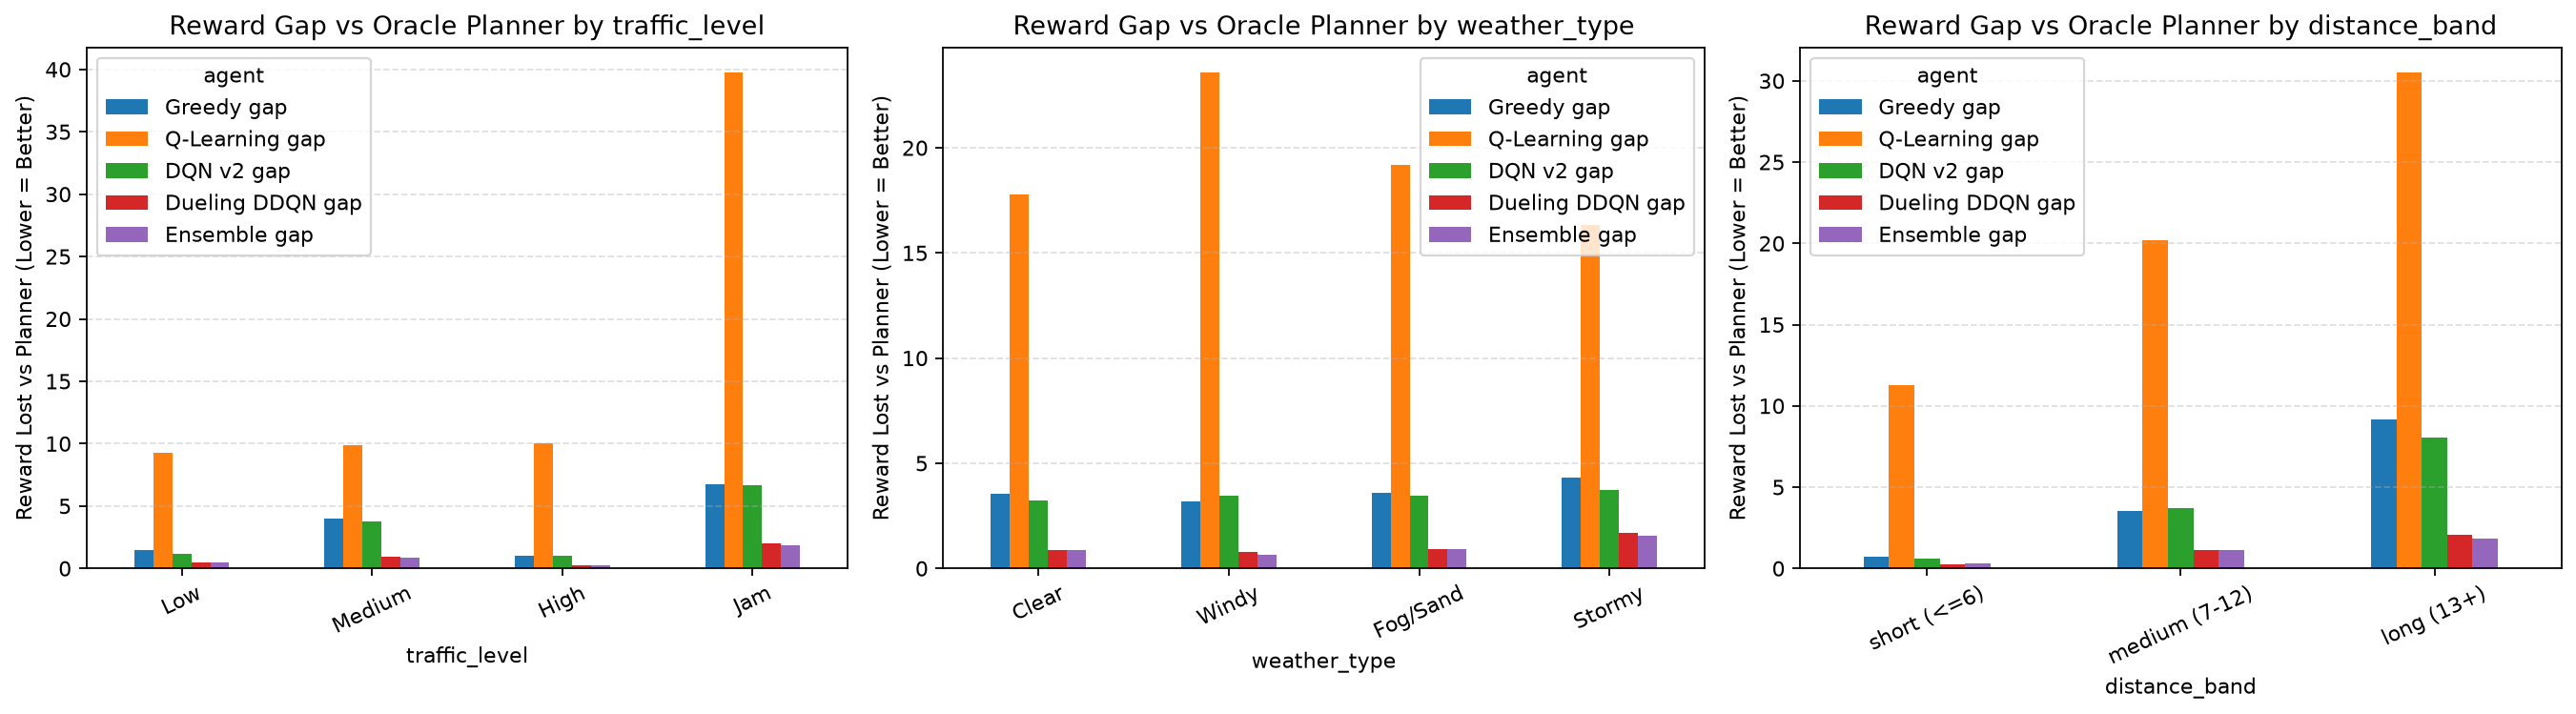 Reward Gap vs Oracle Planner by traffic_level
Reward Lost vs Planner (Lower = Better)
40
35
30
25
20
15
10
5
0
agent
Greedy gap
Q-Learning gap
DQN v2 gap
Dueling DDQN gap
Ensemble gap
Low
Medium
High
Jam
traffic_level
Reward Gap vs Oracle Planner by weather_type
Reward Lost vs Planner (Lower = Better)
20
15
10
5
0
agent
Greedy gap
Q-Learning gap
DQN v2 gap
Dueling DDQN gap
Ensemble gap
Clear
Windy
Fog/Sand
Stormy
weather_type
Reward Gap vs Oracle Planner by distance_band
Reward Lost vs Planner (Lower = Better)
30
25
20
15
10
5
0
agent
Greedy gap
Q-Learning gap
DQN v2 gap
Dueling DDQN gap
Ensemble gap
short (<=6)
medium (7-12)
long (13+)
distance_band